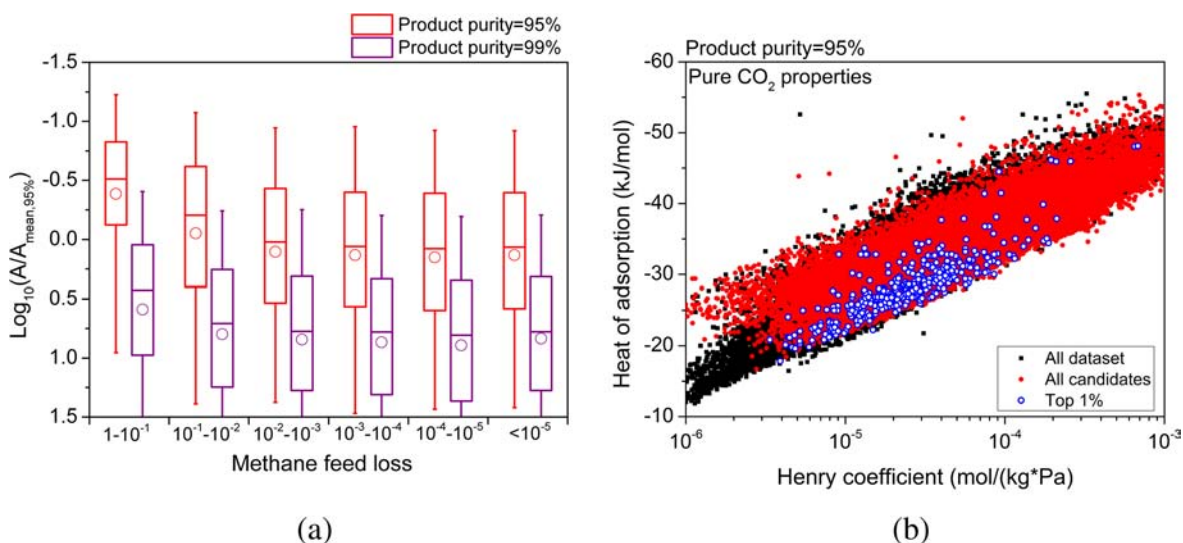 Product purity=95%
Product purity=99%
-1.5
-1.0
-0.5
0.0
0.5
1.0
1.5
Log10(A/Amean,95%)
1-10-1
10-1-10-2
10-2-10-3
10-3-10-4
10-4-10-5
<10-5
Methane feed loss
(a)
Product purity=95%
Pure CO2 properties
-60
-50
-40
-30
-20
-10
Heat of adsorption (kJ/mol)
All dataset
All candidates
Top 1%
10-6
10-5
10-4
10-3
Henry coefficient (mol/(kg*Pa)
(b)